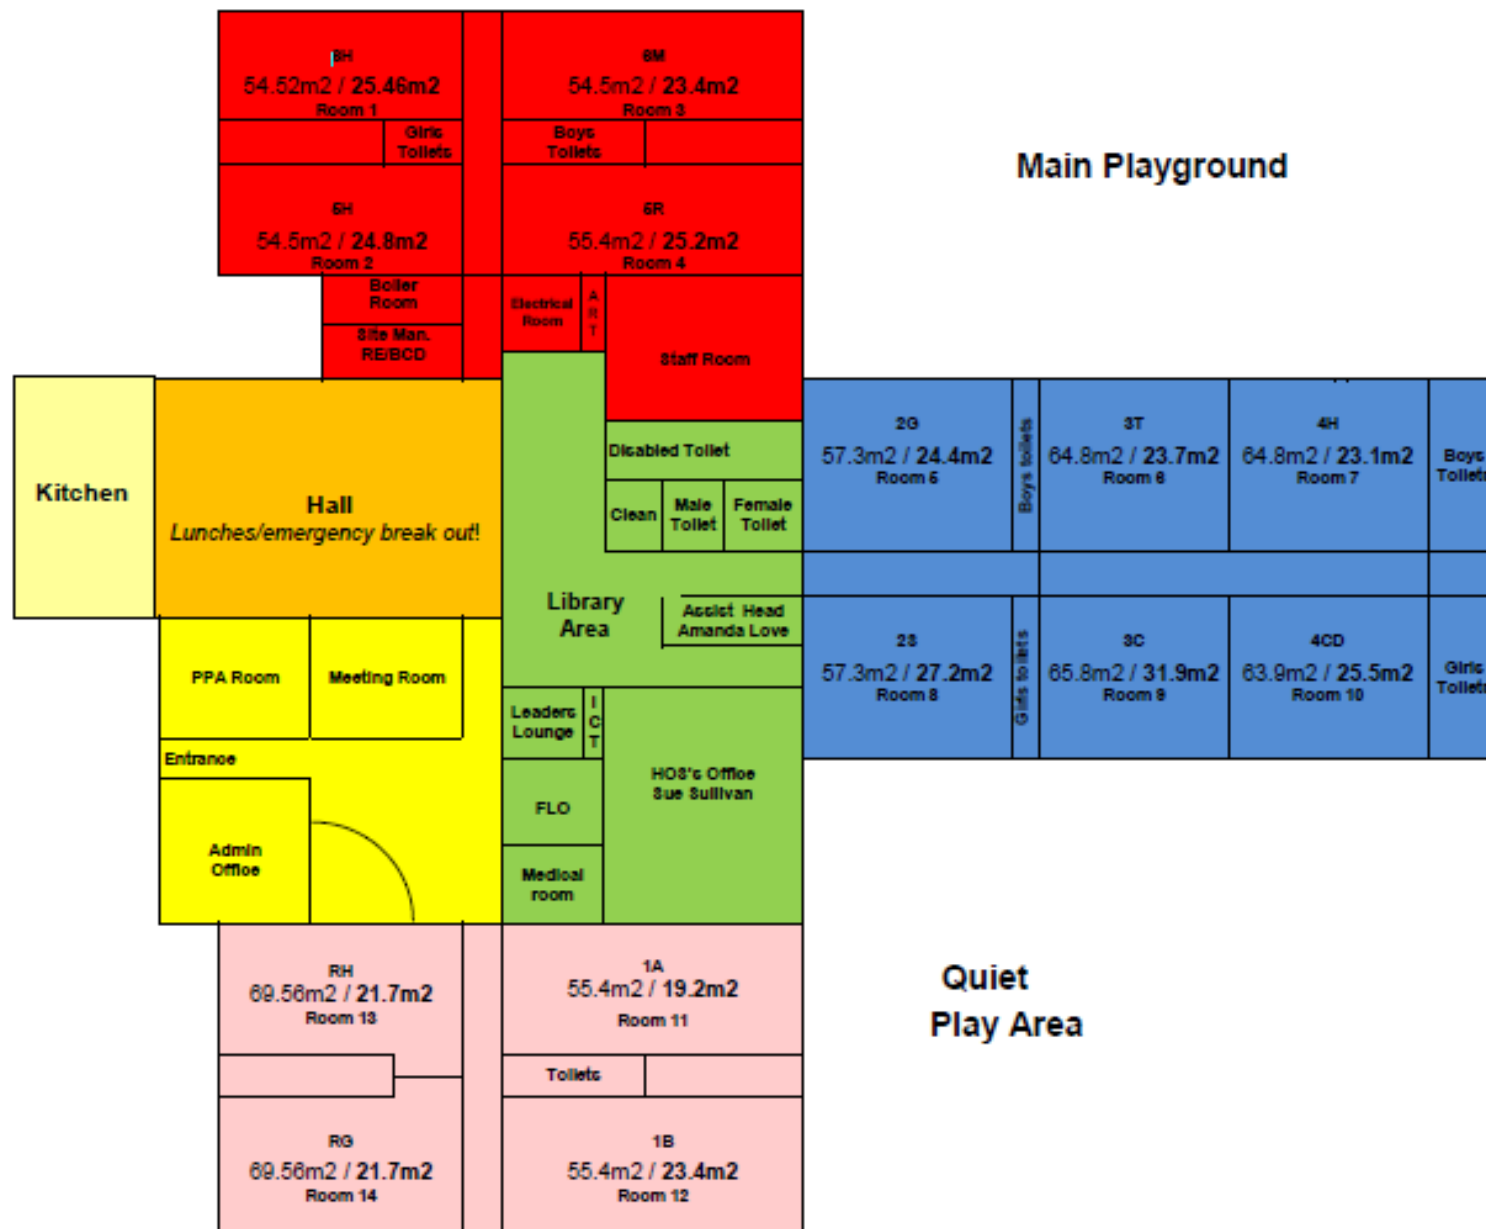 6H
54.52m2 / 25.46m2
Room 1
6M
54.5m2 / 23.4m2
Room 3
Girls
Toilets
Boys
Toilets
Main Playground
5H
54.5m2 / 24.8m2
Room 2
5R
55.4m2 / 25.2m2
Room 4
Boiler
Room
Site Man.
RE/BCD
Electrical
Room
A
R
T
Staff Room
Kitchen
Hall
Lunches/emergency break out!
Disabled Toilet
Clean
Male
Toilet
Female
Toilet
2G
57.3m2 / 24.4m2
Room 5
Boys toilets
3T
64.8m2 / 23.7m2
Room 6
4H
64.8m2 / 23.1m2
Room 7
Boys
Toilets
Library
Area
Assist Head
Amanda Love
2S
57.3m2 / 27.2m2
Room 8
Girls toilets
3C
65.8m2 / 31.9m2
Room 9
4CD
63.9m2 / 25.5m2
Room 10
Girls
Toilets
PPA Room
Meeting Room
Leaders
Lounge
I
C
T
Entrance
HOS's Office
Sue Sullivan
FLO
Admin
Office
Medical
room
RH
69.56m2 / 21.7m2
Room 13
1A
55.4m2 / 19.2m2
Room 11
Quiet
Play Area
Toilets
RG
69.56m2 / 21.7m2
Room 14
1B
55.4m2 / 23.4m2
Room 12